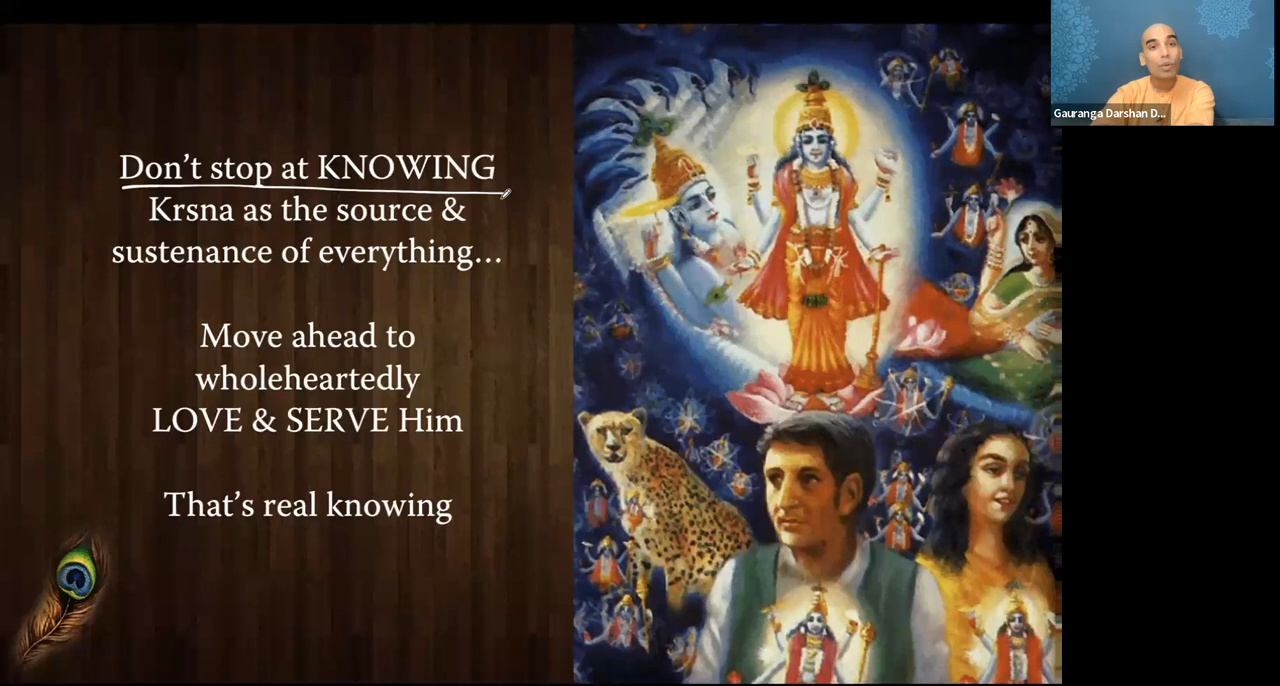 Don’t stop at KNOWING
Krsna as the source &
sustenance of everything…
Move ahead to
wholeheartedly
LOVE & SERVE Him
That’s real knowing
Gauranga Darshan D...